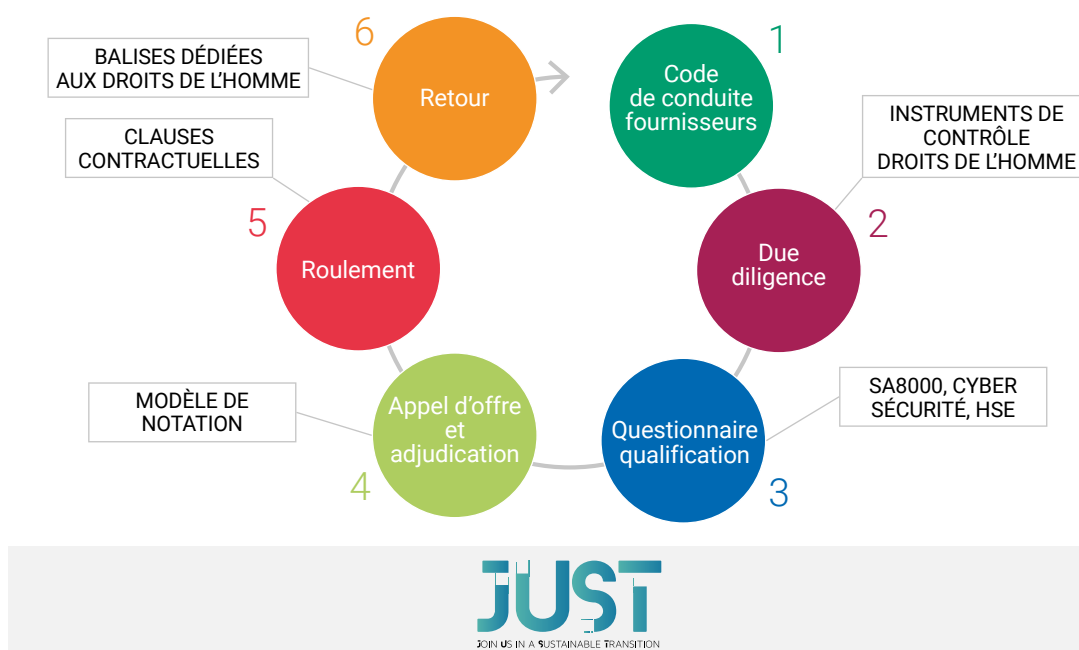 1
Code
de conduite
fournisseurs
INSTRUMENTS DE
CONTRÔLE
DROITS DE L’HOMME
2
Due
diligence
SA8000, CYBER
SÉCURITÉ, HSE
3
Questionnaire
qualification
MODÈLE DE
NOTATION
4
Appel d’offre
et
adjudication
CLAUSES
CONTRACTUELLES
5
Roulement
BALISES DÉDIÉES
AUX DROITS DE L’HOMME
6
Retour
JUST
JOIN US IN A SUSTAINABLE TRANSITION